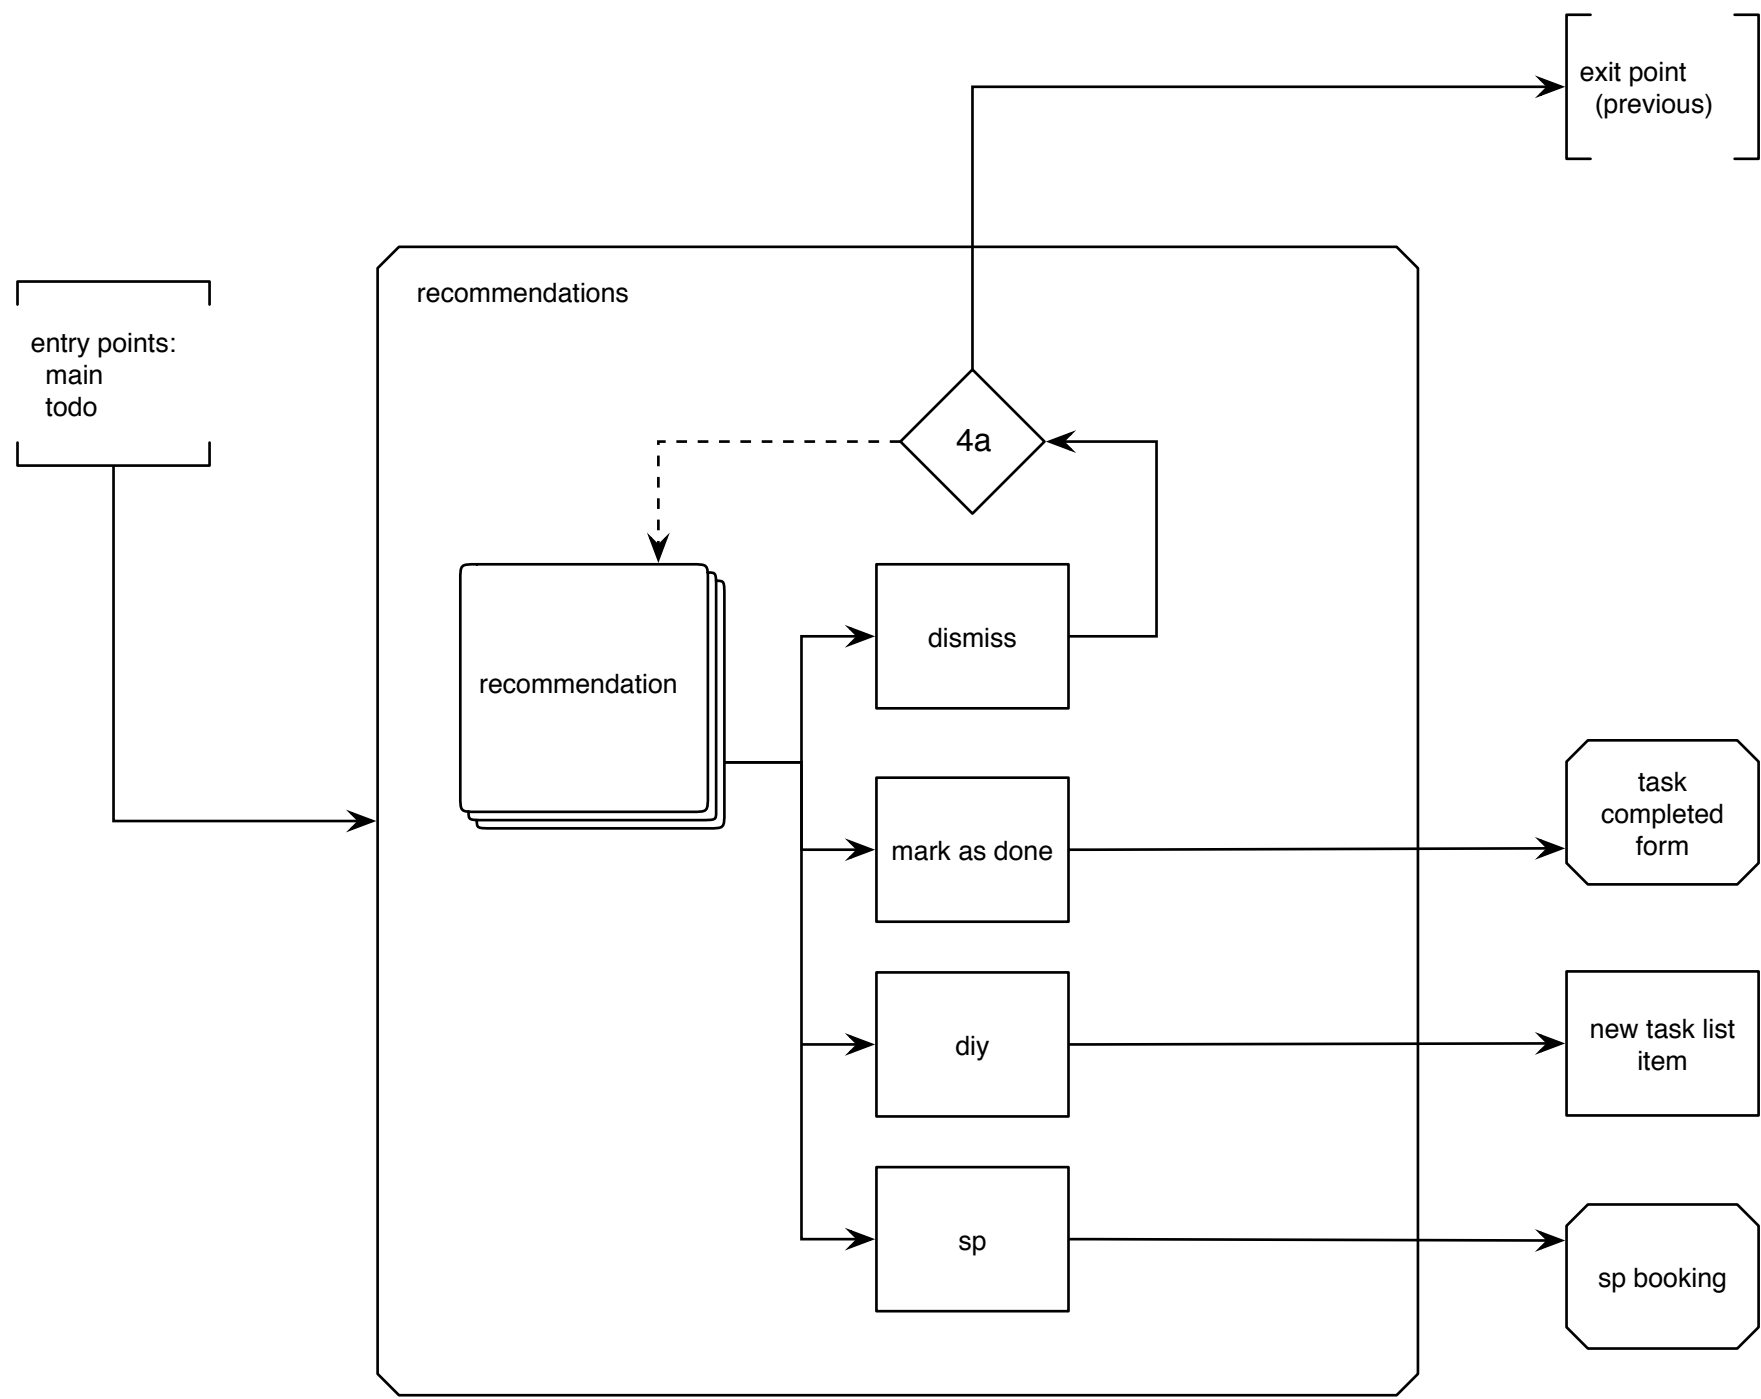 exit point
(previous)
recommendations
entry points:
main
todo
4a
recommendation
dismiss
mark as done
task
completed
form
diy
new task list
item
sp
sp booking